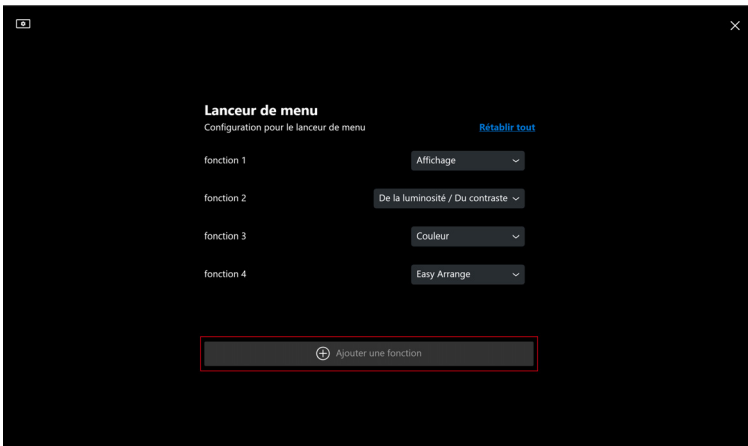 Lanceur de menu
Configuration pour le lanceur de menu Rétablir tout
fonction 1 Affichage
fonction 2 De la luminosité / Du contraste
fonction 3 Couleur
fonction 4 Easy Arrange
Ajouter une fonction